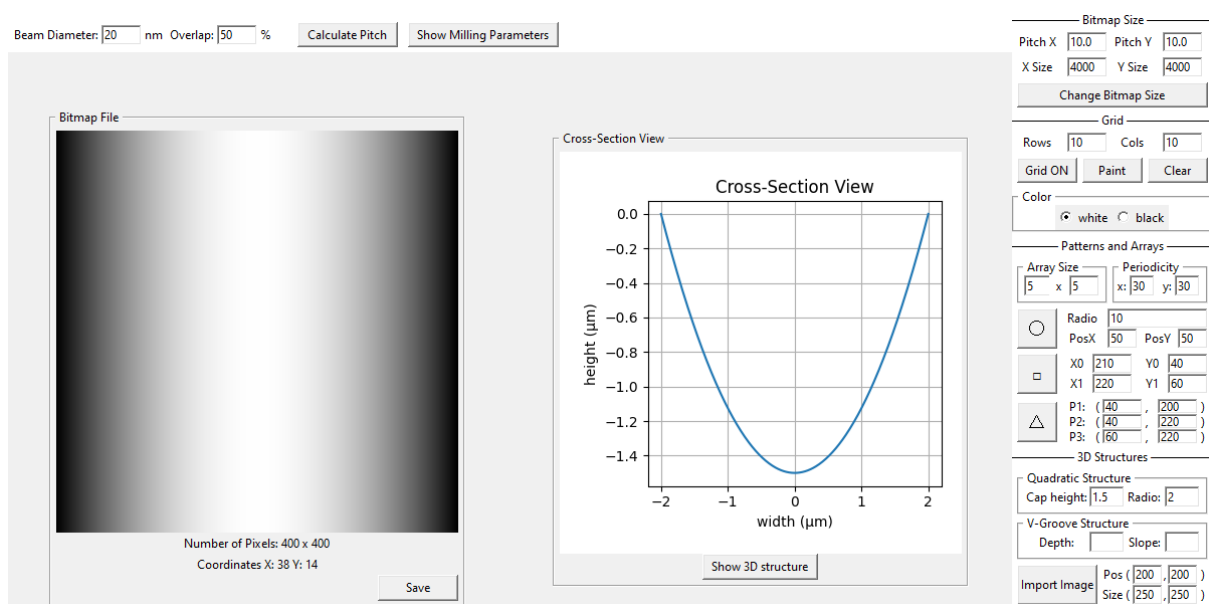 Beam Diameter: 20 nm Overlap: 50 % Calculate Pitch Show Milling Parameters
Bitmap File
Number of Pixels: 400 x 400
Coordinates X: 38 Y: 14
Save
Cross-Section View
Cross-Section View
0.0
−0.2
−0.4
−0.6
−0.8
−1.0
−1.2
−1.4
height (µm)
−2 −1 0 1 2
width (µm)
Show 3D structure
Bitmap Size
Pitch X 10.0 Pitch Y 10.0
X Size 4000 Y Size 4000
Change Bitmap Size
Grid
Rows 10 Cols 10
Grid ON Paint Clear
Color
white black
Patterns and Arrays
Array Size Periodicity
5 x 5 x: 30 y: 30
Radio 10
PosX 50 PosY 50
X0 210 Y0 40
X1 220 Y1 60
P1: ( 40 , 200 )
P2: ( 40 , 220 )
P3: ( 60 , 220 )
3D Structures
Quadratic Structure
Cap height: 1.5 Radio: 2
V-Groove Structure
Depth: Slope:
Import Image Pos ( 200 , 200 )
Size ( 250 , 250 )